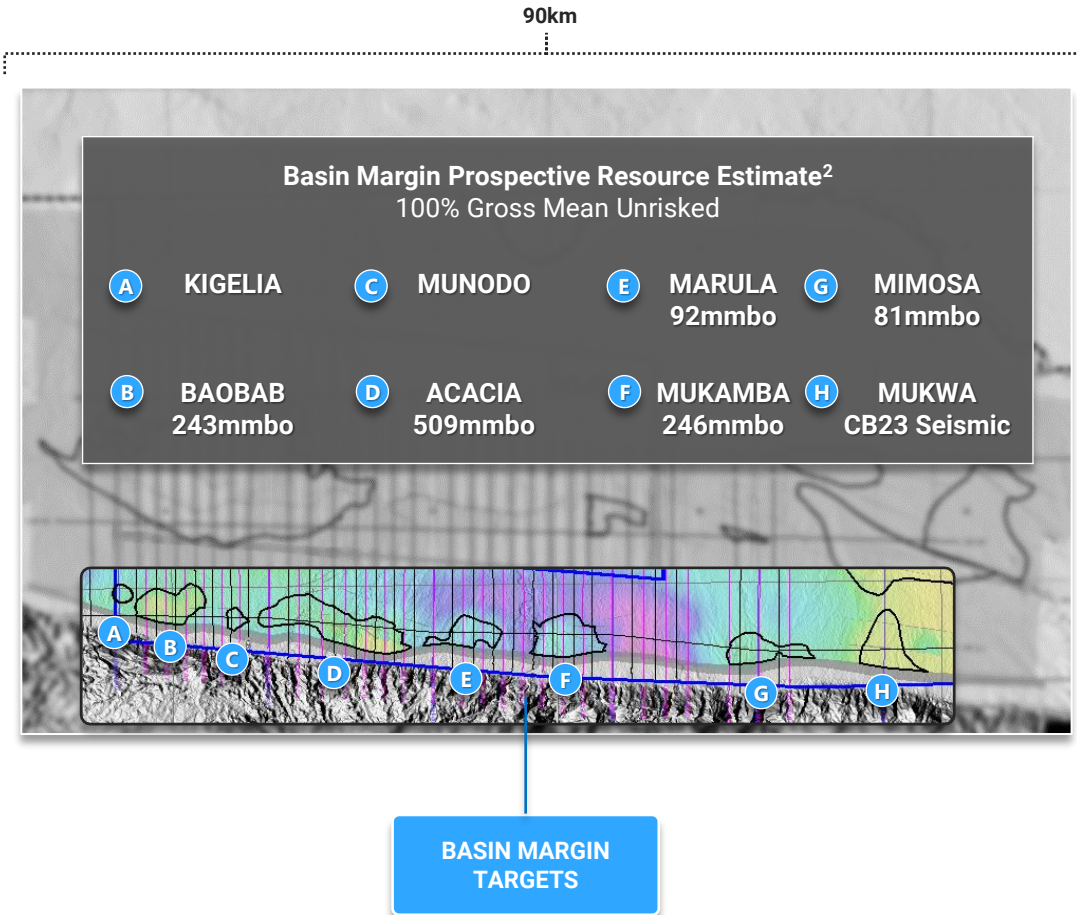 90km
Basin Margin Prospective Resource Estimate²
100% Gross Mean Unrisked
A KIGELIA
C MUNODO
E MARULA
92mmbo
G MIMOSA
81mmbo
B BAOBAB
243mmbo
D ACACIA
509mmbo
F MUKAMBA
246mmbo
H MUKWA
CB23 Seismic
A
B
C
D
E
F
G
H
BASIN MARGIN
TARGETS